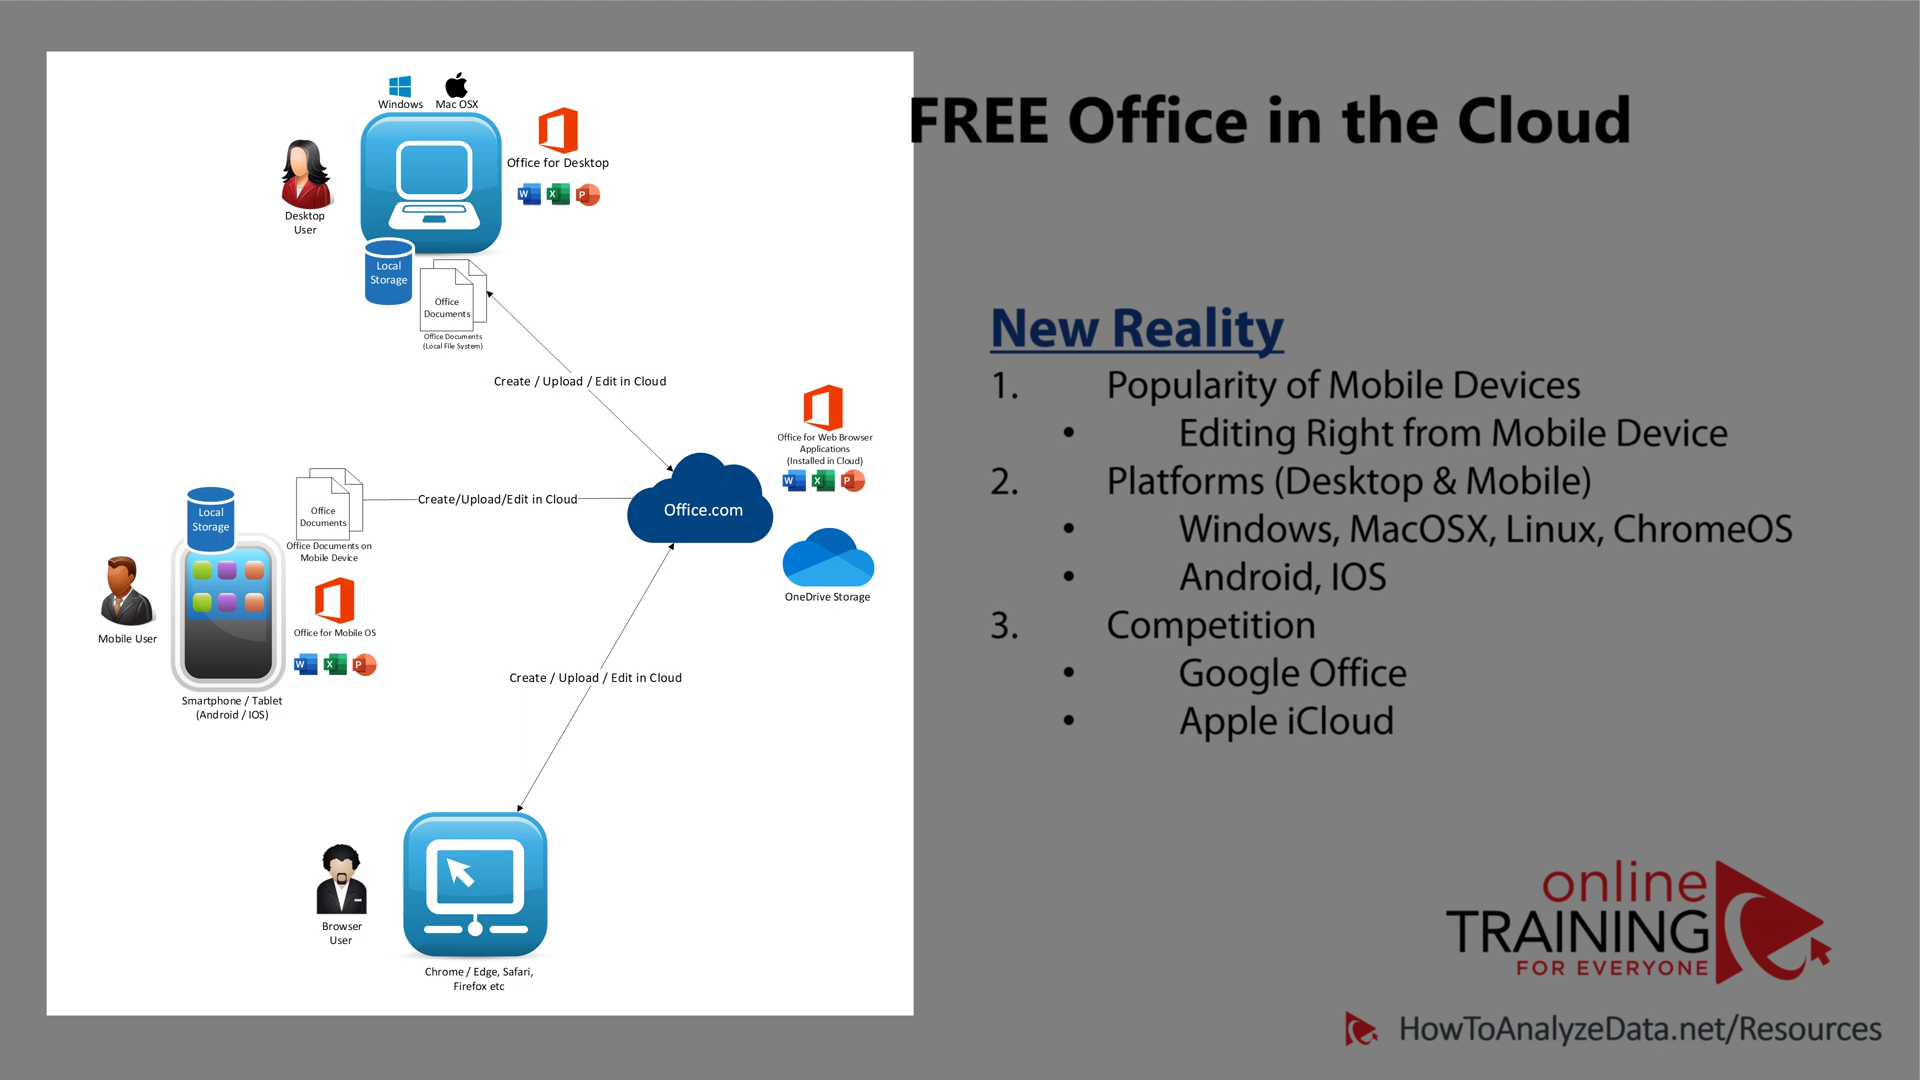 FREE Office in the Cloud
Windows Mac OSX
Office for Desktop
W X P
Desktop
User
Local
Storage
Office
Documents
Office Documents
(Local File System)
Create / Upload / Edit in Cloud
Office for Web Browser
Applications
(Installed in Cloud)
W X P
Office.com
OneDrive Storage
Create/Upload/Edit in Cloud
Local
Storage
Office
Documents
Office Documents on
Mobile Device
Mobile User
Office for Mobile OS
W X P
Smartphone / Tablet
(Android / IOS)
Create / Upload / Edit in Cloud
Browser
User
Chrome / Edge, Safari,
Firefox etc
New Reality
1. Popularity of Mobile Devices
• Editing Right from Mobile Device
2. Platforms (Desktop & Mobile)
• Windows, MacOSX, Linux, ChromeOS
• Android, IOS
3. Competition
• Google Office
• Apple iCloud
online
TRAINING
FOR EVERYONE
HowToAnalyzeData.net/Resources